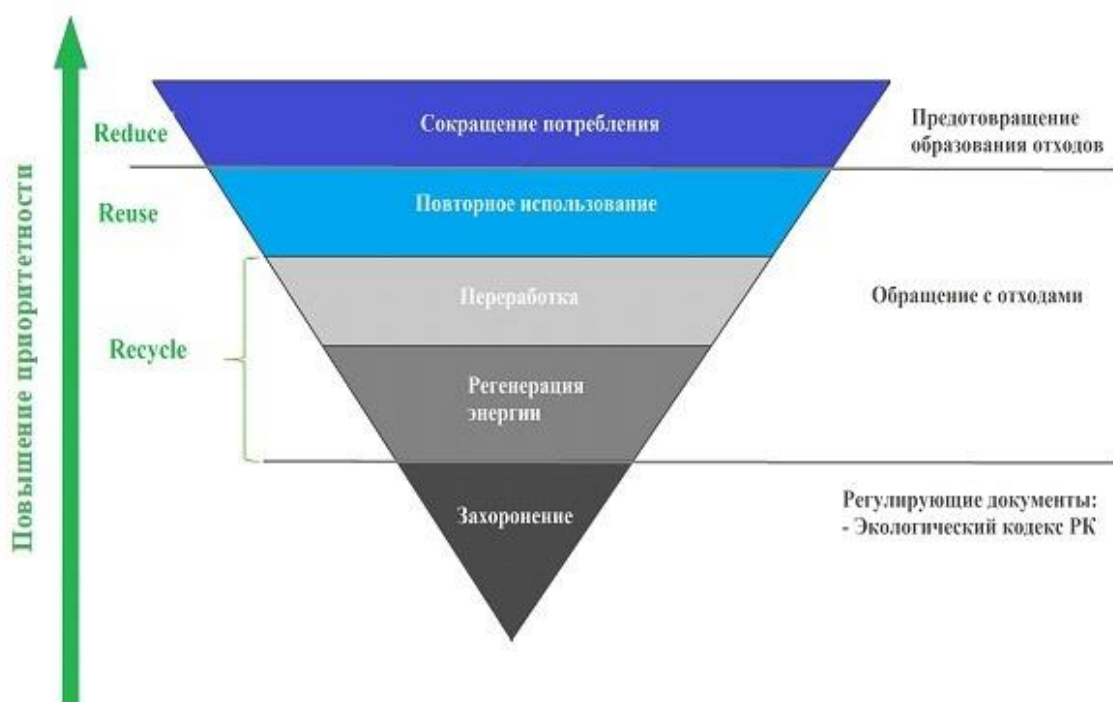 Повышение приоритетности
Reduce
Сокращение потребления
Предотовращение
образования отходов
Reuse
Повторное использование
Переработка
Обращение с отходами
Recycle
Регенерация
энергии
Захоронение
Регулирующие документы:
- Экологический кодекс РК